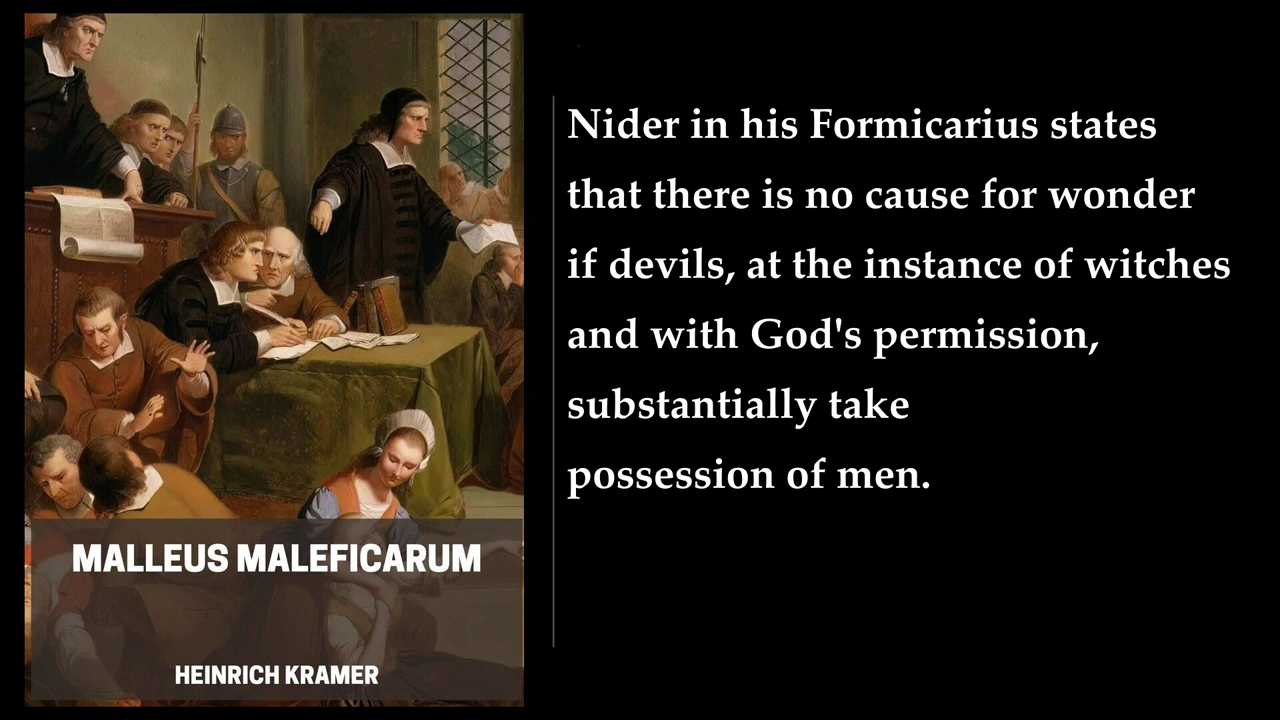 MALLEUS MALEFICARUM
HEINRICH KRAMER
Nider in his Formicarius states
that there is no cause for wonder
if devils, at the instance of witches
and with God's permission,
substantially take
possession of men.